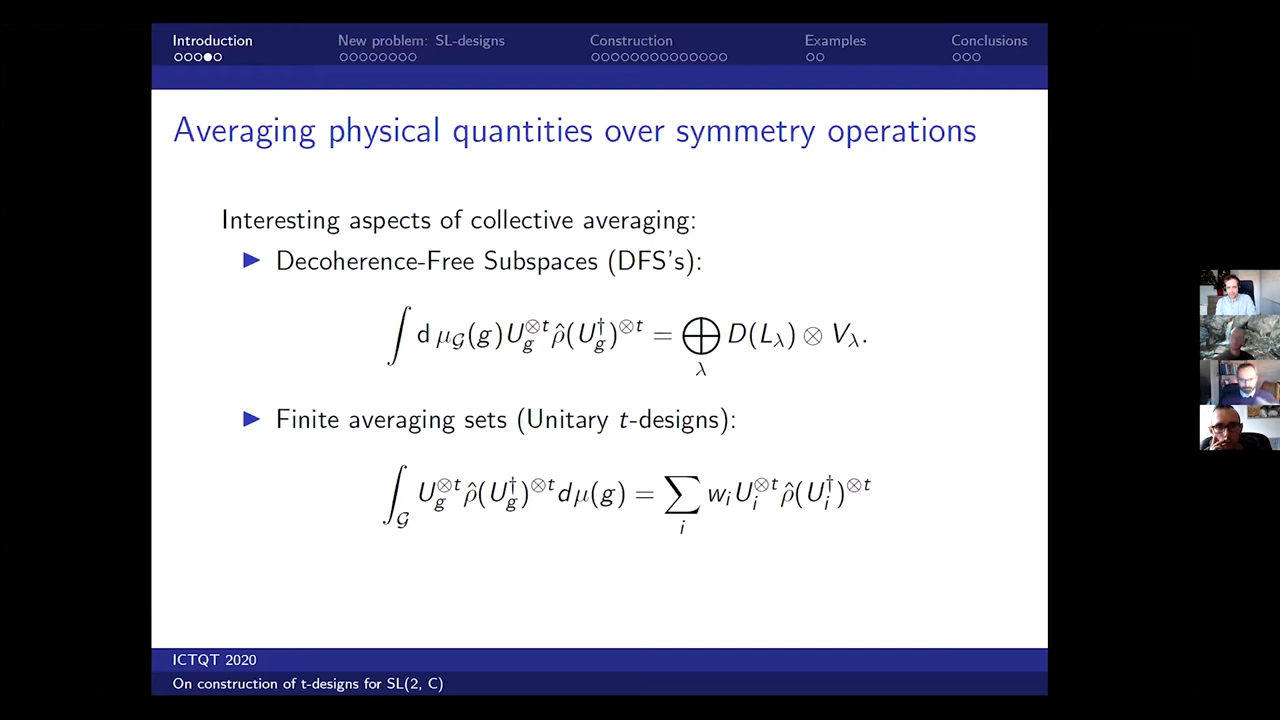 Introduction New problem: SL-designs Construction Examples Conclusions
Averaging physical quantities over symmetry operations
Interesting aspects of collective averaging:
▶ Decoherence-Free Subspaces (DFS's):
∫ d μ_𝒢(g) U_g^{⊗t} ρ̂ (U_g^†)^{⊗t} = ⊕_λ D(L_λ) ⊗ V_λ.
▶ Finite averaging sets (Unitary t-designs):
∫_𝒢 U_g^{⊗t} ρ̂ (U_g^†)^{⊗t} dμ(g) = ∑_i w_i U_i^{⊗t} ρ̂ (U_i^†)^{⊗t}
ICTQT 2020
On construction of t-designs for SL(2, C)